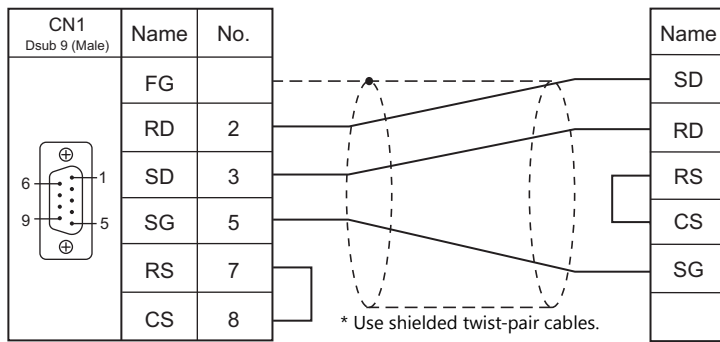 CN1
Dsub 9 (Male)
Name No.
FG
RD 2
SD 3
SG 5
RS 7
CS 8
6
1
9
5
* Use shielded twist-pair cables.
Name
SD
RD
RS
CS
SG